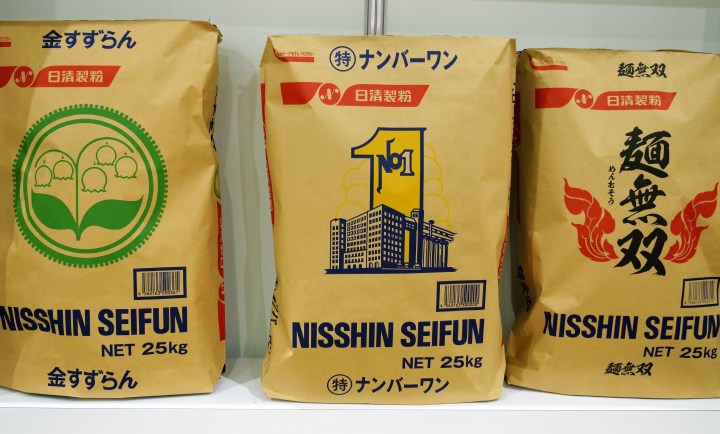 金すずらん
日清製粉
NISSHIN SEIFUN
NET 25kg
金すずらん
特 ナンバーワン
日清製粉
1
No1
NISSHIN SEIFUN
NET 25kg
特 ナンバーワン
麺無双
日清製粉
麺無双
めんむそう
NISSHIN SEIFUN
NET 25kg
麺無双